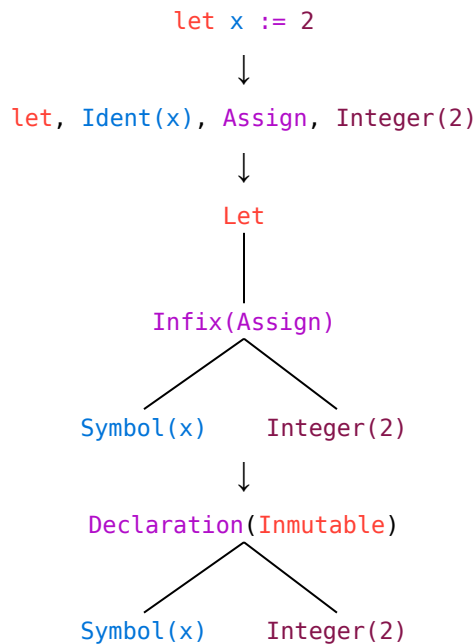 let x := 2
↓
let, Ident(x), Assign, Integer(2)
↓
Let
Infix(Assign)
Symbol(x) Integer(2)
↓
Declaration(Inmutable)
Symbol(x) Integer(2)